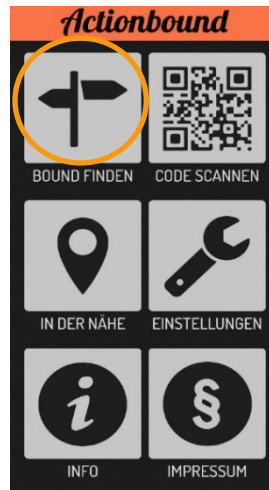 Actionbound
BOUND FINDEN CODE SCANNEN
IN DER NÄHE EINSTELLUNGEN
i §
INFO IMPRESSUM